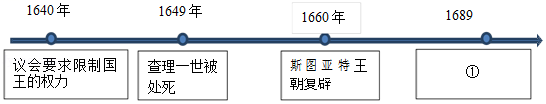 1640年
1649年
1660年
1689
议会要求限制国
王的权力
查理一世被
处死
斯图亚特王
朝复辟
①